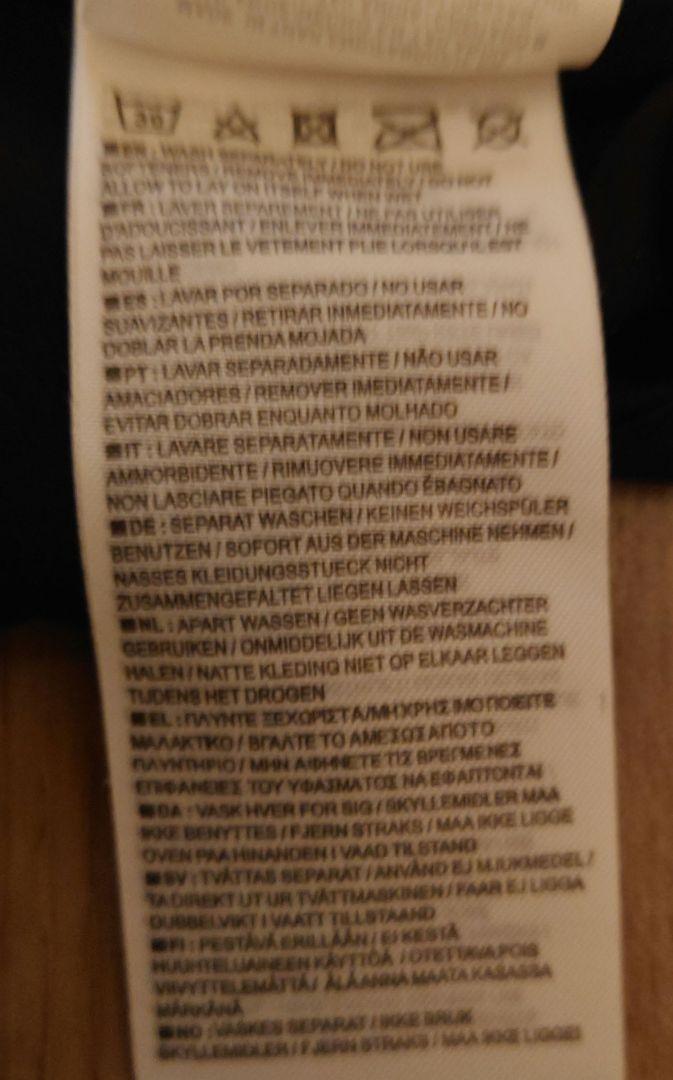 30
EN : WASH SEPARATELY / DO NOT USE
SOFTENERS / REMOVE IMMEDIATELY / DO NOT
ALLOW TO LAY ON ITSELF WHEN WET
FR : LAVER SEPAREMENT / NE PAS UTILISER
D'ADOUCISSANT / ENLEVER IMMEDIATEMENT / NE
PAS LAISSER LE VETEMENT PLIE LORSQU'IL EST
MOUILLE
ES : LAVAR POR SEPARADO / NO USAR
SUAVIZANTES / RETIRAR INMEDIATAMENTE / NO
DOBLAR LA PRENDA MOJADA
PT : LAVAR SEPARADAMENTE / NÃO USAR
AMACIADORES / REMOVER IMEDIATAMENTE /
EVITAR DOBRAR ENQUANTO MOLHADO
IT : LAVARE SEPARATAMENTE / NON USARE
AMMORBIDENTE / RIMUOVERE IMMEDIATAMENTE /
NON LASCIARE PIEGATO QUANDO ÉBAGNATO
DE : SEPARAT WASCHEN / KEINEN WEICHSPÜLER
BENUTZEN / SOFORT AUS DER MASCHINE NEHMEN /
NASSES KLEIDUNGSSTUECK NICHT
ZUSAMMENGEFALTET LIEGEN LASSEN
NL : APART WASSEN / GEEN WASVERZACHTER
GEBRUIKEN / ONMIDDELIJK UIT DE WASMACHINE
HALEN / NATTE KLEDING NIET OP ELKAAR LEGGEN
TIJDENS HET DROGEN
EL : ΠΛΥΝΤΕ ΞΕΧΩΡΙΣΤΑ/ΜΗ ΧΡΗΣΙΜΟΠΟΙΕΙΤΕ
ΜΑΛΑΚΤΙΚΟ / ΒΓΑΛΤΕ ΤΟ ΑΜΕΣΩΣ ΑΠΟ ΤΟ
ΠΛΥΝΤΗΡΙΟ / ΜΗΝ ΑΦΗΝΕΤΕ ΤΙΣ ΒΡΕΓΜΕΝΕΣ
ΕΠΙΦΑΝΕΙΕΣ ΤΟΥ ΥΦΑΣΜΑΤΟΣ ΝΑ ΕΦΑΠΤΟΝΤΑΙ
DA : VASK HVER FOR SIG / SKYLLEMIDLER MAA
IKKE BENYTTES / FJERN STRAKS / MAA IKKE LIGGE
OVEN PAA HINANDEN I VAAD TILSTAND
SV : TVÄTTAS SEPARAT / ANVÄND EJ MJUKMEDEL /
TA DIREKT UT UR TVÄTTMASKINEN / FAAR EJ LIGGA
DUBBELVIKT I VAATT TILLSTAAND
FI : PESTÄVÄ ERILLÄÄN / EI KESTÄ
HUUHTELUAINEEN KÄYTTÖÄ / OTETTAVA POIS
VIIVYTTELEMÄTTÄ / ÄLÄ ANNA MAATA KASASSA
MÄRKÄNÄ
NO : VASKES SEPARAT / IKKE BRUK
SKYLLEMIDLER / FJERN STRAKS / MAA IKKE LIGGE